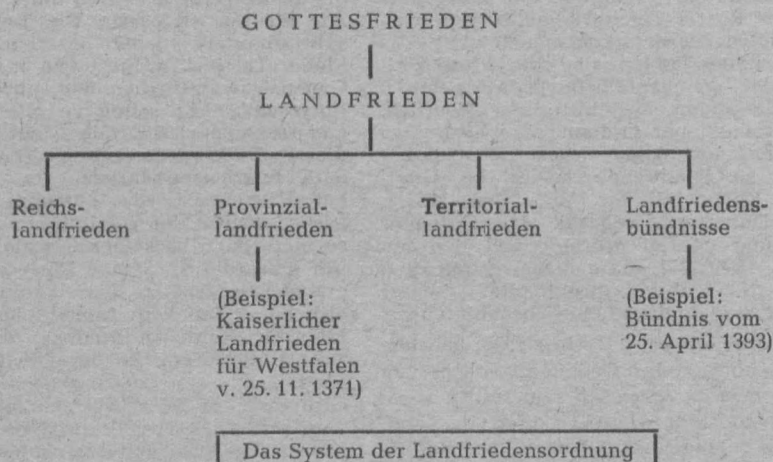 GOTTESFRIEDEN
LANDFRIEDEN
Reichs-
landfrieden
Provinzial-
landfrieden
(Beispiel:
Kaiserlicher
Landfrieden
für Westfalen
v. 25. 11. 1371)
Territorial-
landfrieden
Landfriedens-
bündnisse
(Beispiel:
Bündnis vom
25. April 1393)
Das System der Landfriedensordnung